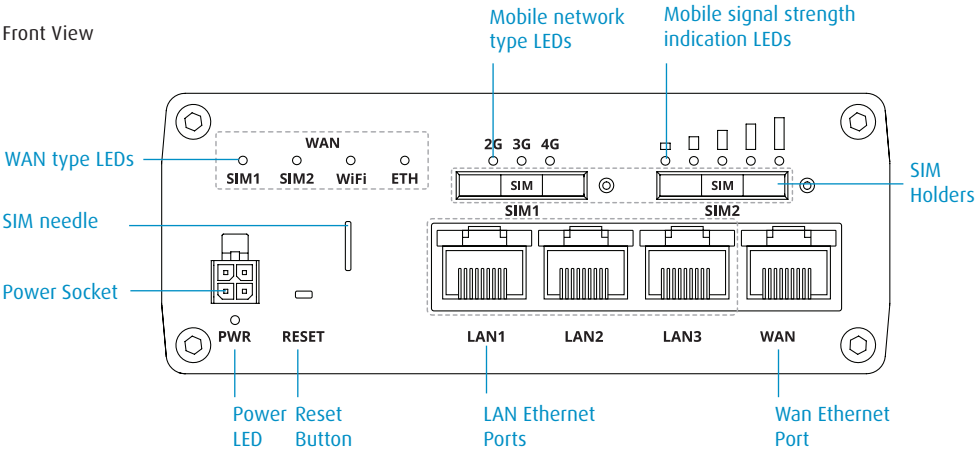 Front View
Mobile network
type LEDs
Mobile signal strength
indication LEDs
WAN
2G 3G 4G
WAN type LEDs
SIM1 SIM2 WiFi ETH
SIM
SIM
SIM
Holders
SIM1
SIM2
SIM needle
Power Socket
PWR
RESET
LAN1
LAN2
LAN3
WAN
Power
LED
Reset
Button
LAN Ethernet
Ports
Wan Ethernet
Port